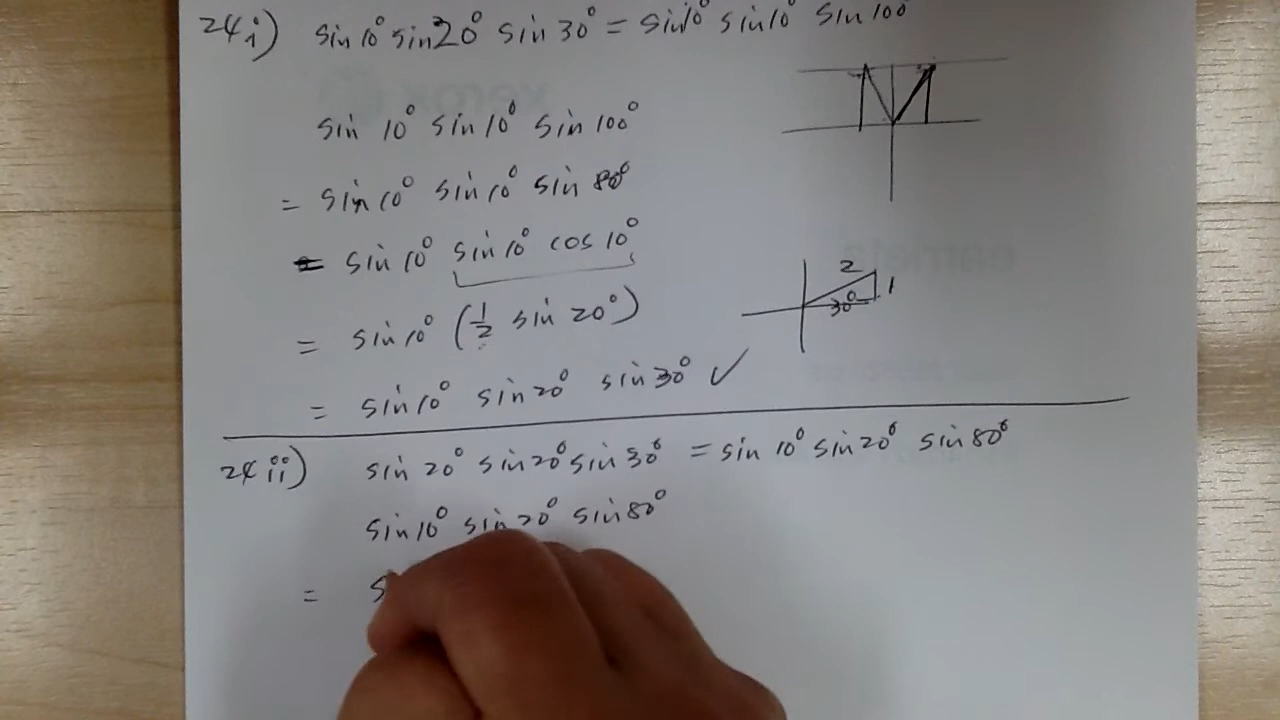 24i) sin 10° sin 20° sin 30° = sin 10° sin 10° sin 100°
sin 10° sin 10° sin 100°
= sin 10° sin 10° sin 80°
= sin 10° sin 10° cos 10°
= sin 10° (1/2 sin 20°)
= sin 10° sin 20° sin 30° ✓
2
1
30°
24ii) sin 20° sin 20° sin 30° = sin 10° sin 20° sin 80°
sin 10° sin 20° sin 80°
= s